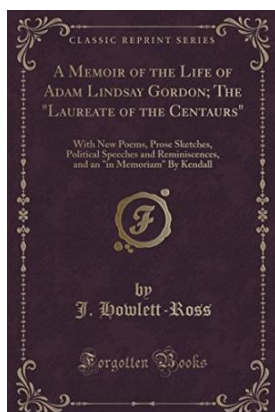 CLASSIC REPRINT SERIES
A MEMOIR OF THE LIFE OF
ADAM LINDSAY GORDON; THE
"LAUREATE OF THE CENTAURS"
With New Poems, Prose Sketches,
Political Speeches and Reminiscences,
and an "in Memoriam" By Kendall
F
by
J. Howlett-Ross
Forgotten Books